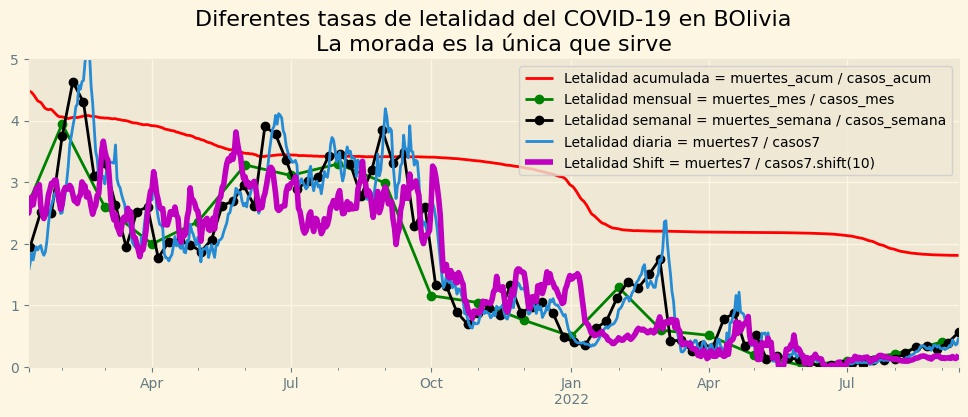 Diferentes tasas de letalidad del COVID-19 en BOlivia
La morada es la única que sirve
5
4
3
2
1
0
Letalidad acumulada = muertes_acum / casos_acum
Letalidad mensual = muertes_mes / casos_mes
Letalidad semanal = muertes_semana / casos_semana
Letalidad diaria = muertes7 / casos7
Letalidad Shift = muertes7 / casos7.shift(10)
Apr Jul Oct Jan Apr Jul
2022